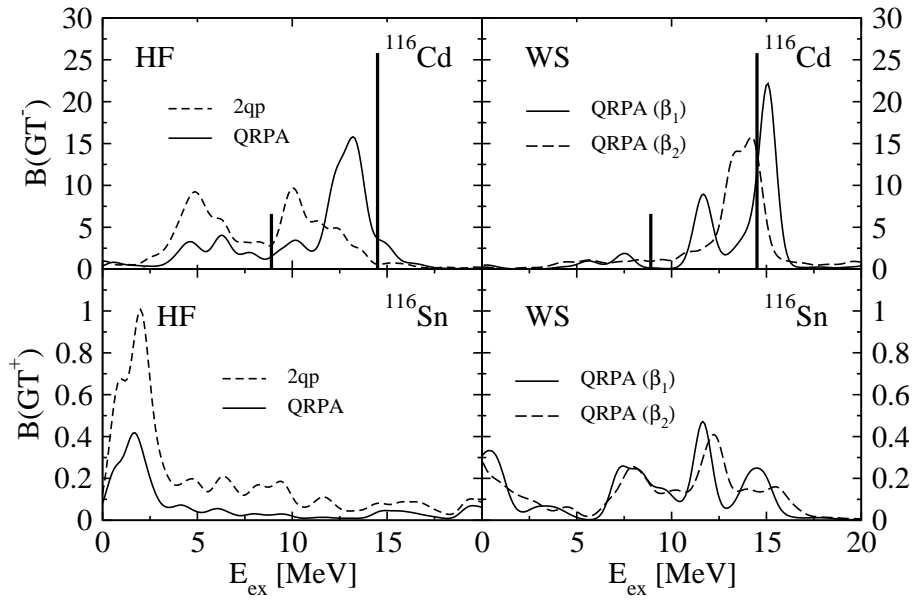 30
25
20
15
10
5
0
B(GT⁻)
HF
¹¹⁶Cd
2qp
QRPA
WS
¹¹⁶Cd
QRPA (β₁)
QRPA (β₂)
30
25
20
15
10
5
0
1
0.8
0.6
0.4
0.2
0
B(GT⁺)
HF
¹¹⁶Sn
2qp
QRPA
WS
¹¹⁶Sn
QRPA (β₁)
QRPA (β₂)
1
0.8
0.6
0.4
0.2
0
0 5 10 15
0 5 10 15 20
E_ex [MeV]
E_ex [MeV]